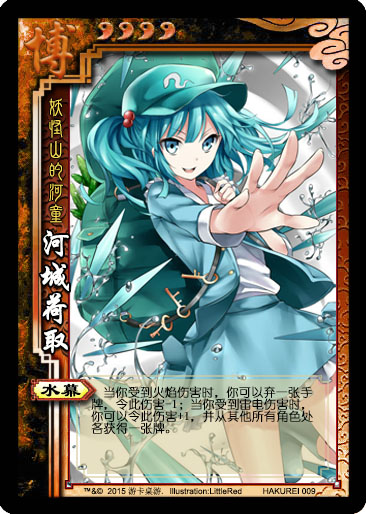 博
妖怪山的河童
河城荷取
水幕
当你受到火焰伤害时，你可以弃一张手
牌，令此伤害-1；当你受到雷电伤害时，
你可以令此伤害+1，并从其他所有角色处
各获得一张牌。
™&© 2015 游卡桌游. Illustration:LittleRed HAKUREI 009